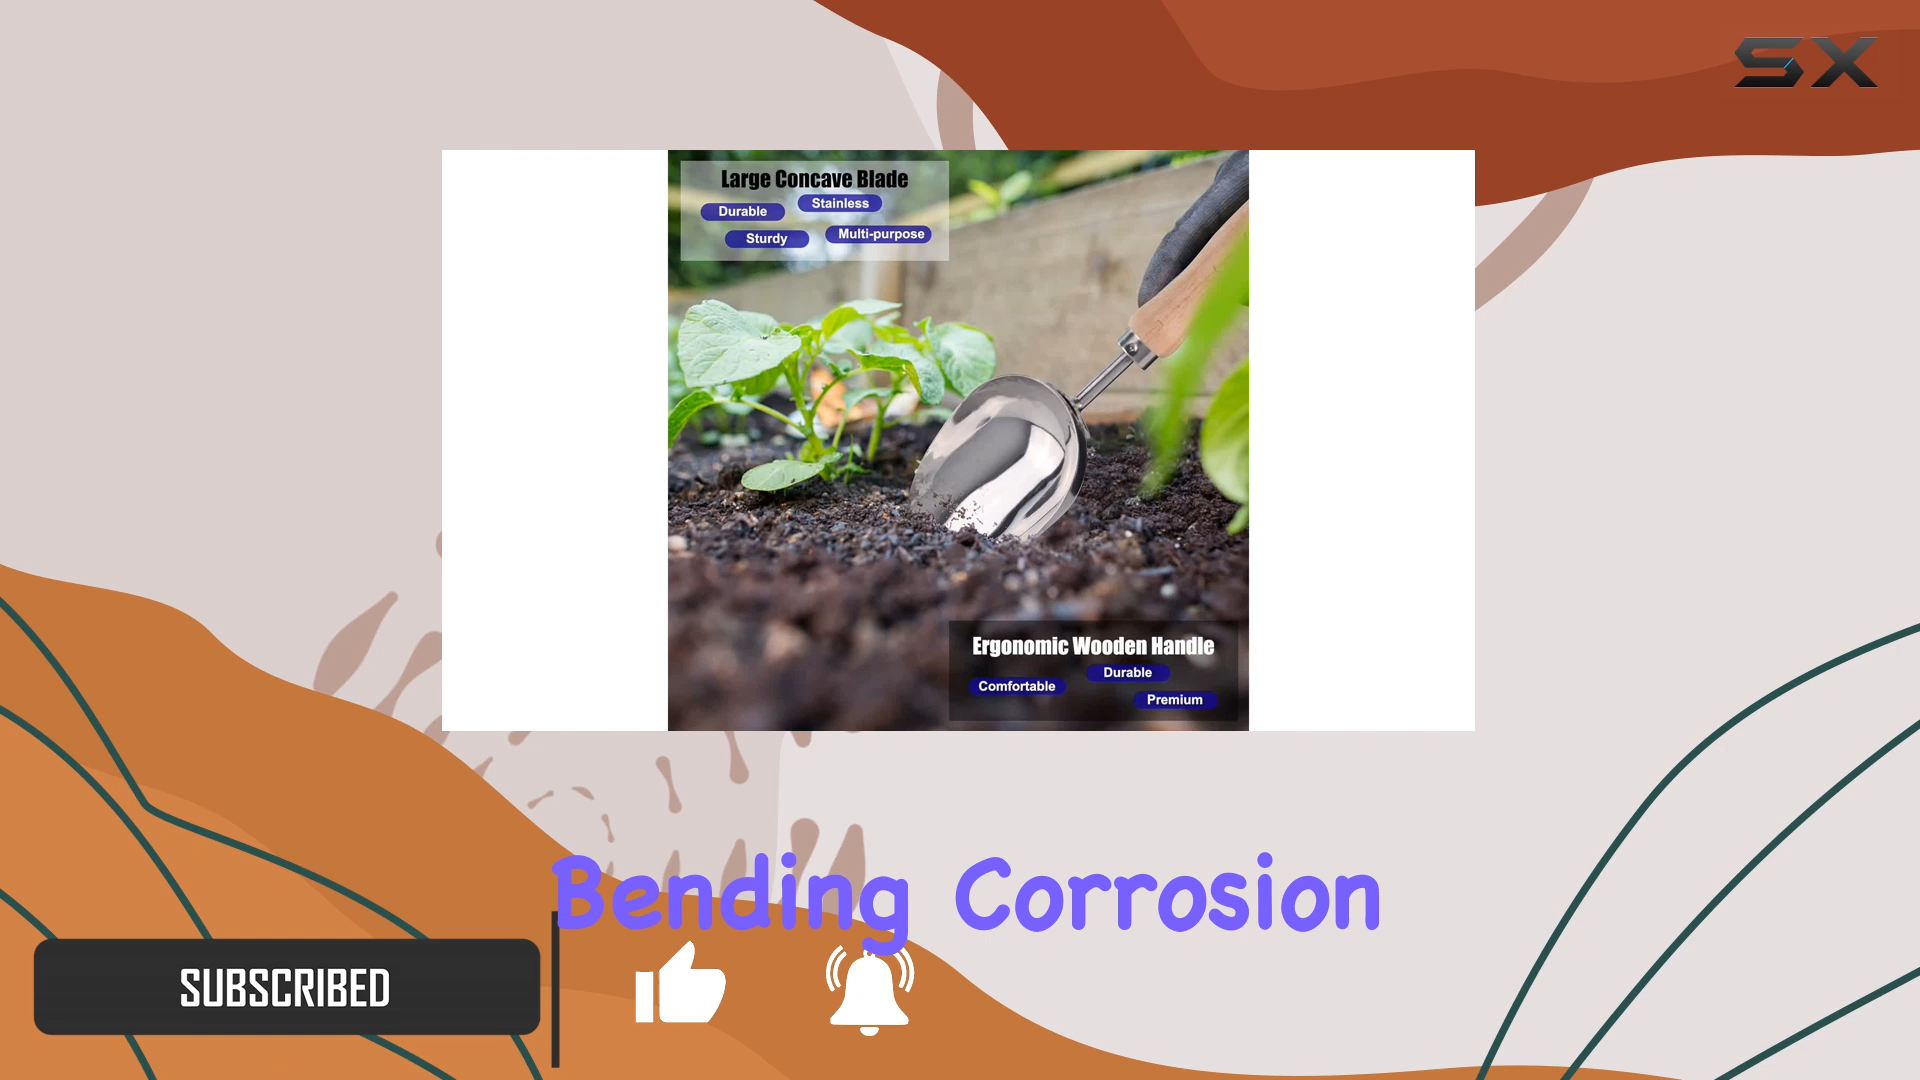 SX
Large Concave Blade
Durable Stainless
Sturdy Multi-purpose
Ergonomic Wooden Handle
Comfortable Durable
Premium
Bending Corrosion
SUBSCRIBED